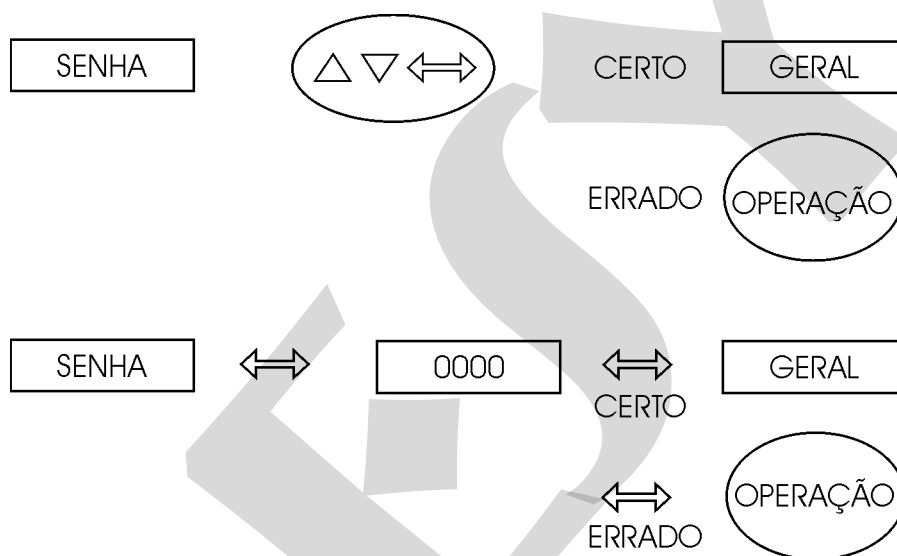 SENHA CERTO GERAL
ERRADO OPERAÇÃO
SENHA 0000 GERAL
CERTO
OPERAÇÃO
ERRADO